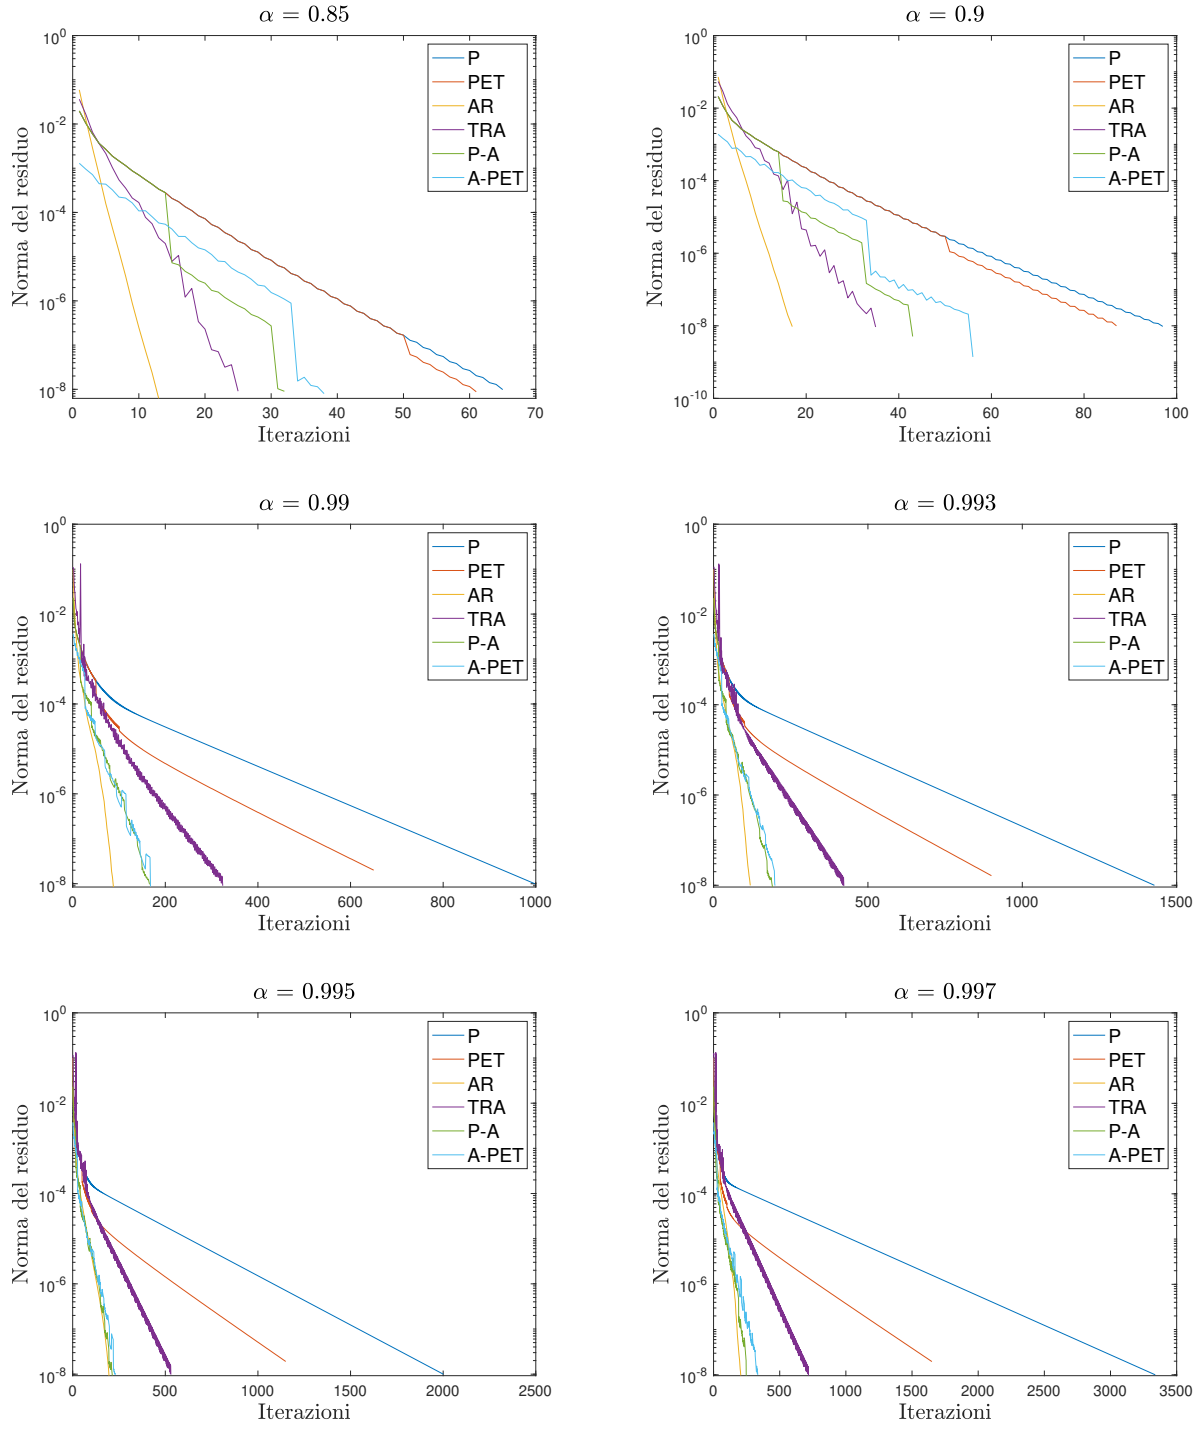 α = 0.85
10^0
10^-2
10^-4
10^-6
10^-8
Norma del residuo
0 10 20 30 40 50 60 70
Iterazioni
P
PET
AR
TRA
P-A
A-PET
α = 0.9
10^0
10^-2
10^-4
10^-6
10^-8
10^-10
Norma del residuo
0 20 40 60 80 100
Iterazioni
P
PET
AR
TRA
P-A
A-PET
α = 0.99
10^0
10^-2
10^-4
10^-6
10^-8
Norma del residuo
0 200 400 600 800 1000
Iterazioni
P
PET
AR
TRA
P-A
A-PET
α = 0.993
10^0
10^-2
10^-4
10^-6
10^-8
Norma del residuo
0 500 1000 1500
Iterazioni
P
PET
AR
TRA
P-A
A-PET
α = 0.995
10^0
10^-2
10^-4
10^-6
10^-8
Norma del residuo
0 500 1000 1500 2000 2500
Iterazioni
P
PET
AR
TRA
P-A
A-PET
α = 0.997
10^0
10^-2
10^-4
10^-6
10^-8
Norma del residuo
0 500 1000 1500 2000 2500 3000 3500
Iterazioni
P
PET
AR
TRA
P-A
A-PET